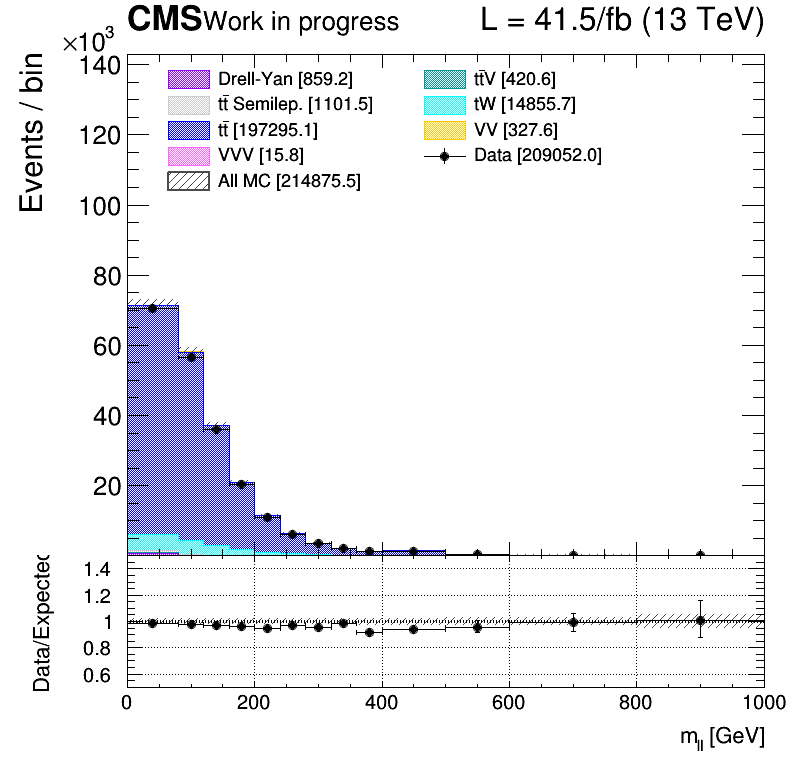 CMS Work in progress L = 41.5/fb (13 TeV)
×10³
Events / bin
140
120
100
80
60
40
20
Drell-Yan [859.2]
tt̄ Semilep. [1101.5]
tt̄ [197295.1]
VVV [15.8]
All MC [214875.5]
tt̄V [420.6]
tW [14855.7]
VV [327.6]
Data [209052.0]
Data/Expected
1.4
1.2
1
0.8
0.6
0 200 400 600 800 1000
m_ll [GeV]